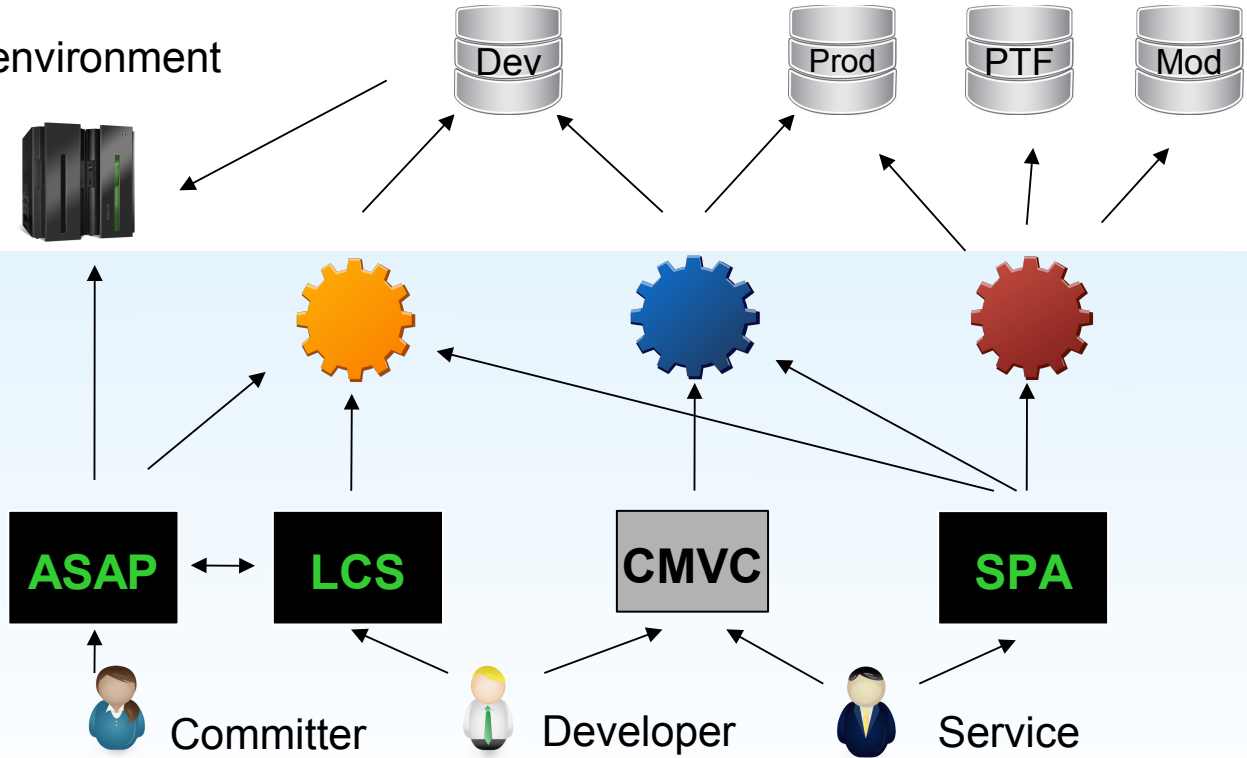 environment
Dev
Prod
PTF
Mod
ASAP
LCS
CMVC
SPA
Committer
Developer
Service